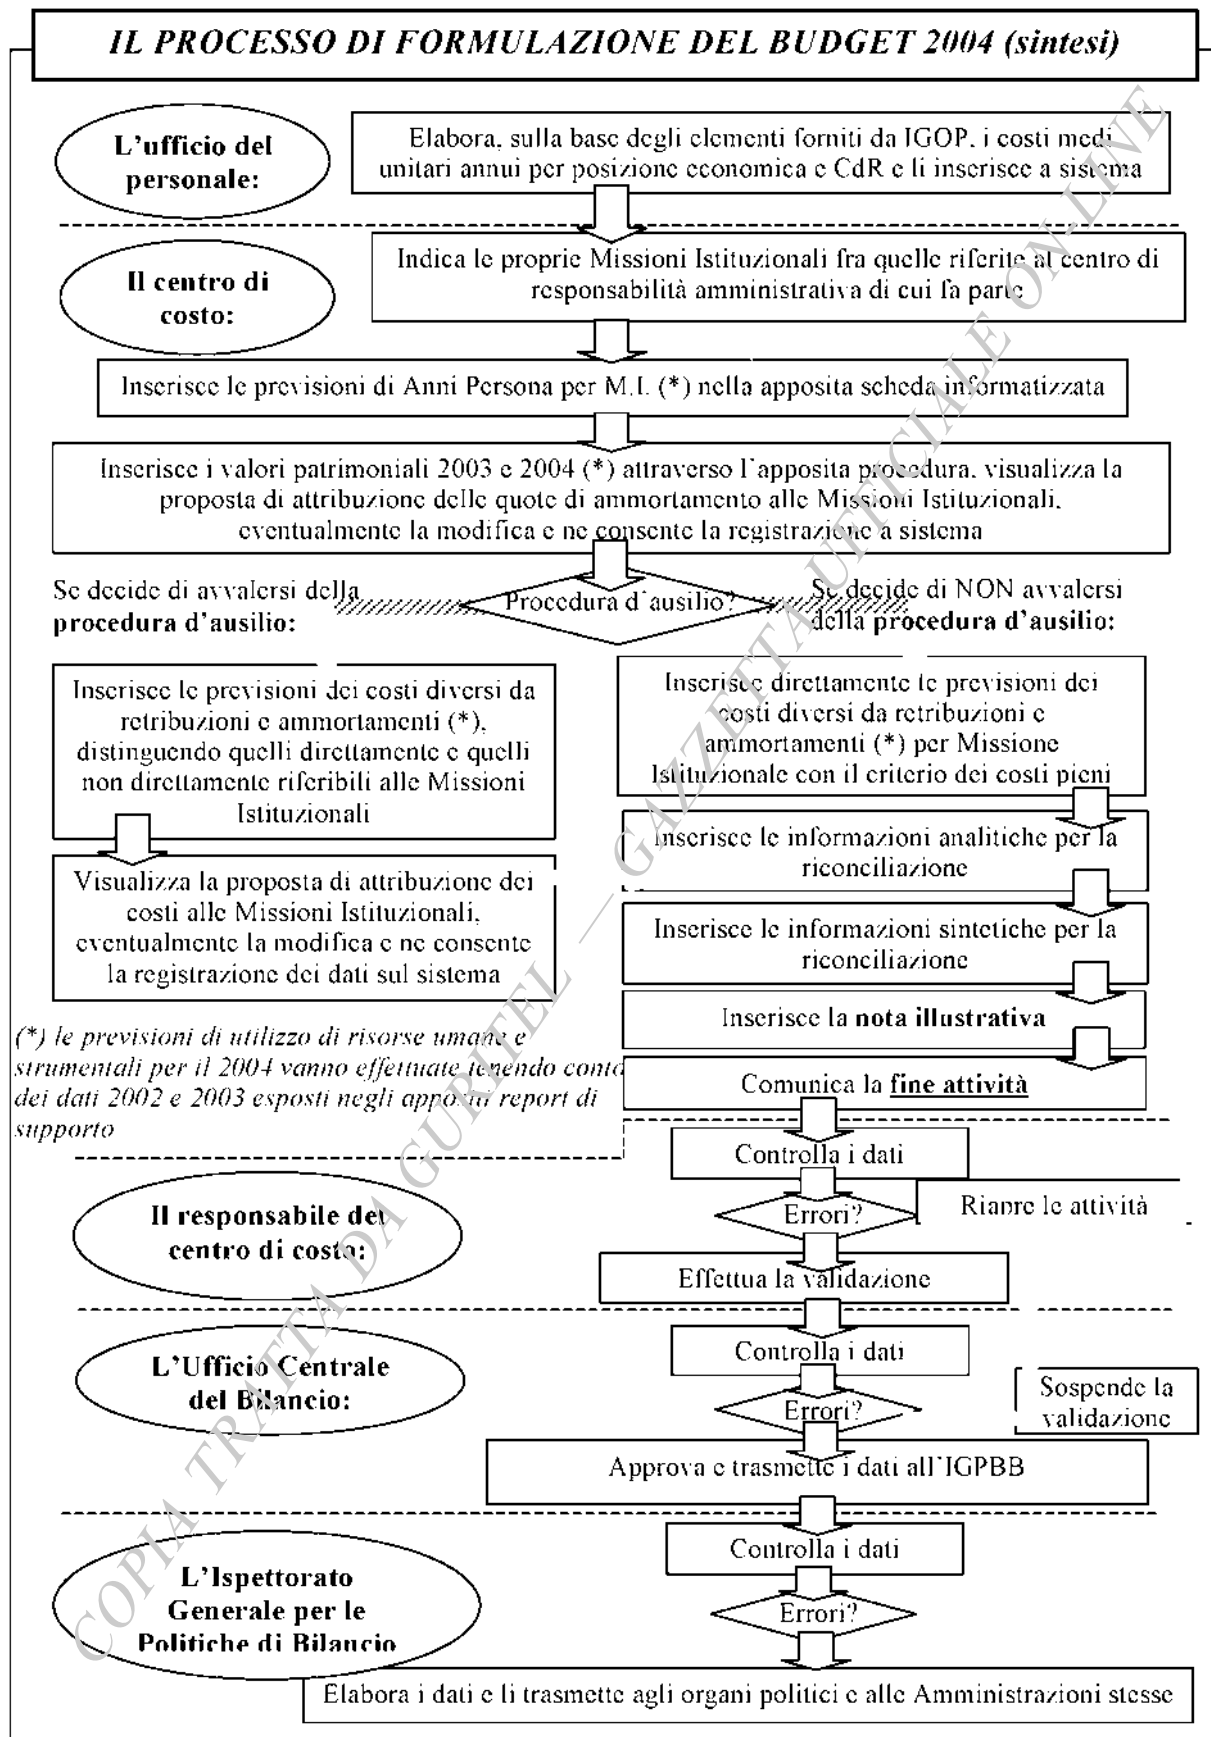 IL PROCESSO DI FORMULAZIONE DEL BUDGET 2004 (sintesi)
L'ufficio del
personale:
Elabora, sulla base degli elementi forniti da IGOP, i costi medi
unitari annui per posizione economica e CdR e li inserisce a sistema
Il centro di
costo:
Indica le proprie Missioni Istituzionali fra quelle riferite al centro di
responsabilità amministrativa di cui fa parte
Inserisce le previsioni di Anni Persona per M.I. (*) nella apposita scheda informatizzata
Inserisce i valori patrimoniali 2003 e 2004 (*) attraverso l'apposita procedura, visualizza la
proposta di attribuzione delle quote di ammortamento alle Missioni Istituzionali,
eventualmente la modifica e ne consente la registrazione a sistema
Procedura d'ausilio?
Se decide di avvalersi della
procedura d'ausilio:
Se decide di NON avvalersi
della procedura d'ausilio:
Inserisce le previsioni dei costi diversi da
retribuzioni e ammortamenti (*),
distinguendo quelli direttamente e quelli
non direttamente riferibili alle Missioni
Istituzionali
Visualizza la proposta di attribuzione dei
costi alle Missioni Istituzionali,
eventualmente la modifica e ne consente
la registrazione dei dati sul sistema
Inserisce direttamente le previsioni dei
costi diversi da retribuzioni e
ammortamenti (*) per Missione
Istituzionale con il criterio dei costi pieni
Inserisce le informazioni analitiche per la
riconciliazione
Inserisce le informazioni sintetiche per la
riconciliazione
Inserisce la nota illustrativa
Comunica la fine attività
(*) le previsioni di utilizzo di risorse umane e
strumentali per il 2004 vanno effettuate tenendo conto
dei dati 2002 e 2003 esposti negli appositi report di
supporto
Il responsabile del
centro di costo:
Controlla i dati
Errori?
Riapre le attività
Effettua la validazione
L'Ufficio Centrale
del Bilancio:
Controlla i dati
Errori?
Sospende la
validazione
Approva e trasmette i dati all'IGPBB
L'Ispettorato
Generale per le
Politiche di Bilancio
Controlla i dati
Errori?
Elabora i dati e li trasmette agli organi politici e alle Amministrazioni stesse
COPIA TRATTA DA GURITEL — GAZZETTA UFFICIALE ON-LINE